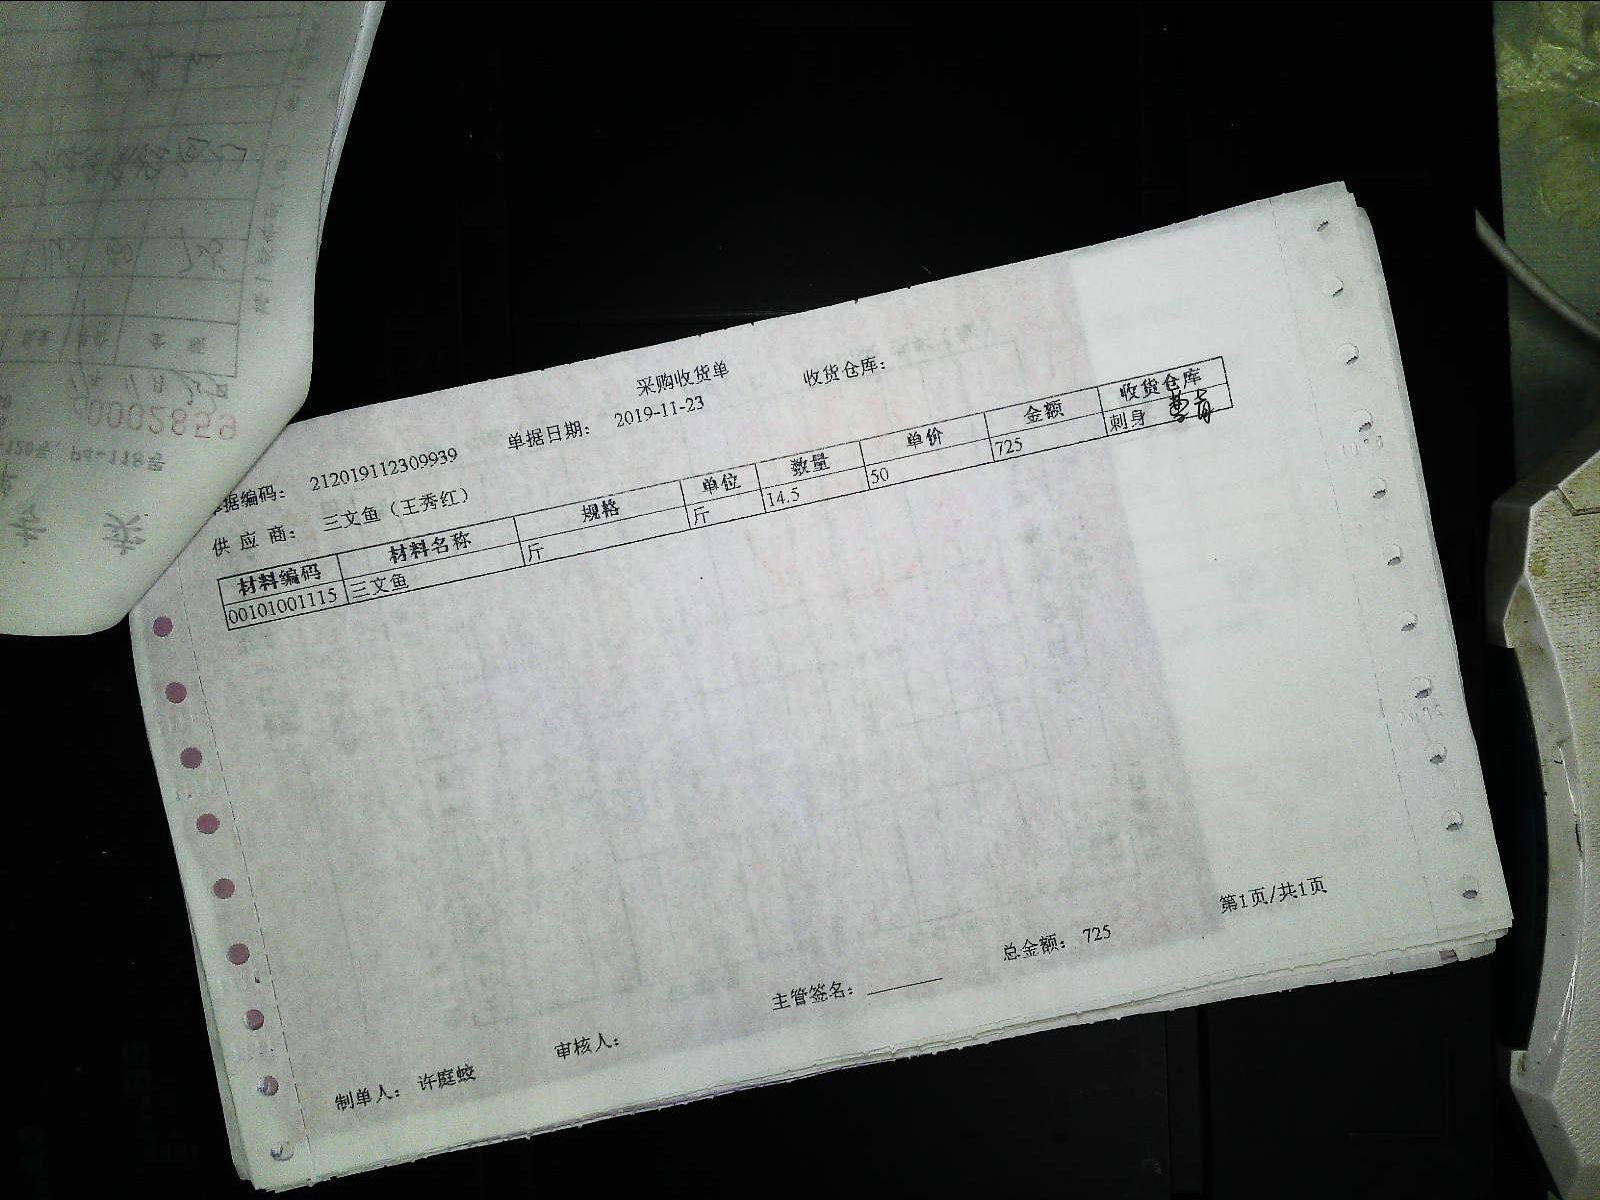 采购收货单 收货仓库:
据编码: 212019112309939 单据日期: 2019-11-23
供应商: 三文鱼（王秀红）
材料编码 材料名称 规格 单位 数量 单价 金额 收货仓库
00101001115 三文鱼 斤 斤 14.5 50 725 刺身
制单人: 许庭蛟 审核人: 主管签名: 总金额: 725 第1页/共1页
0002859